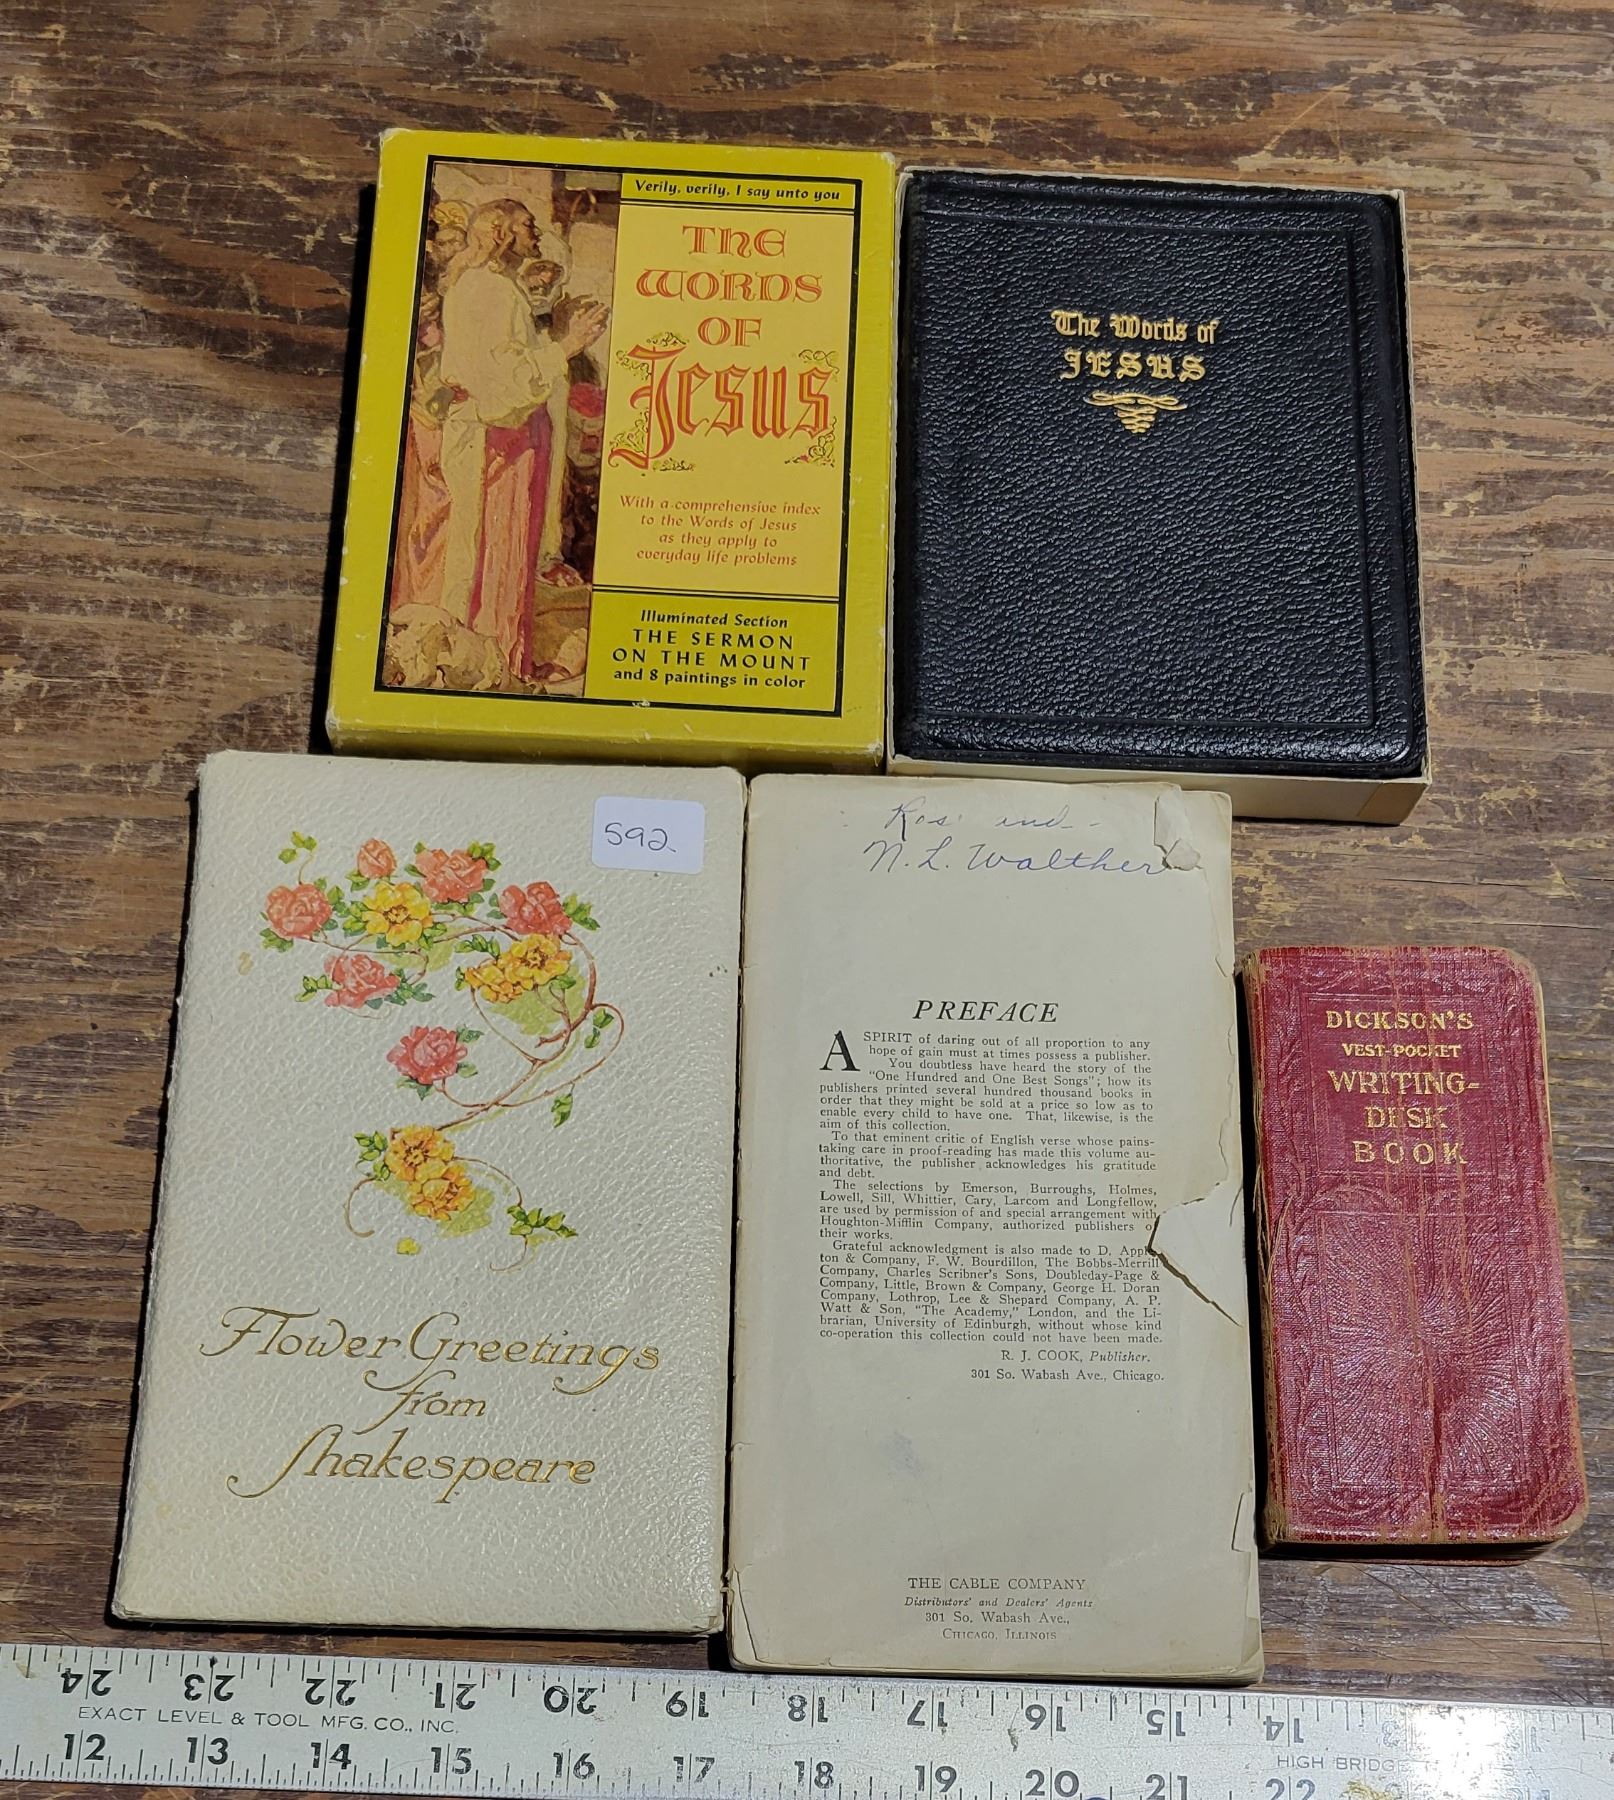 Verily, verily, I say unto you
THE
WORDS
OF
Jesus
With a comprehensive index
to the Words of Jesus
as they apply to
everyday life problems
Illuminated Section
THE SERMON
ON THE MOUNT
and 8 paintings in color
The Words of
JESUS
592
Flower Greetings
from
Shakespeare
N. L. Walther
PREFACE
A SPIRIT of daring out of all proportion to any
hope of gain must at times possess a publisher.
You doubtless have heard the story of the
"One Hundred and One Best Songs"; how its
publishers printed several hundred thousand books in
order that they might be sold at a price so low as to
enable every child to have one. That, likewise, is the
aim of this collection.
To that eminent critic of English verse whose pains-
taking care in proof-reading has made this volume au-
thoritative, the publisher acknowledges his gratitude
and debt.
The selections by Emerson, Burroughs, Holmes,
Lowell, Sill, Whittier, Cary, Larcom and Longfellow,
are used by permission of and special arrangement with
Houghton-Mifflin Company, authorized publishers o
their works.
Grateful acknowledgment is also made to D. Apple
ton & Company, F. W. Bourdillon, The Bobbs-Merrill
Company, Charles Scribner's Sons, Doubleday-Page &
Company, Little, Brown & Company, George H. Doran
Company, Lothrop, Lee & Shepard Company, A. P.
Watt & Son, "The Academy," London, and the Li-
brarian, University of Edinburgh, without whose kind
co-operation this collection could not have been made.
R. J. COOK, Publisher.
301 So. Wabash Ave., Chicago.
THE CABLE COMPANY
Distributors' and Dealers' Agents
301 So. Wabash Ave.,
CHICAGO, ILLINOIS
DICKSON'S
VEST-POCKET
WRITING-
DESK
BOOK
24 23 22 21 20 19 18 17 16 15 14 13
EXACT LEVEL & TOOL MFG. CO., INC.
HIGH BRIDGE
12 13 14 15 16 17 18 19 20 21 22